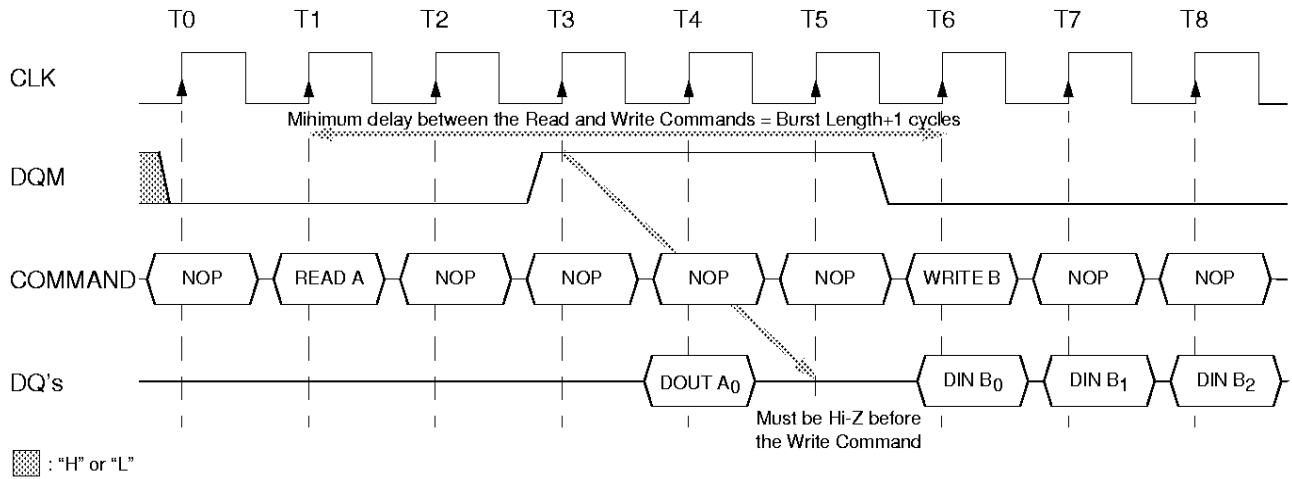 T0 T1 T2 T3 T4 T5 T6 T7 T8
CLK
Minimum delay between the Read and Write Commands = Burst Length+1 cycles
DQM
COMMAND NOP READ A NOP NOP NOP NOP WRITE B NOP NOP
DQ's DOUT A0 DIN B0 DIN B1 DIN B2
Must be Hi-Z before
the Write Command
: “H” or “L”